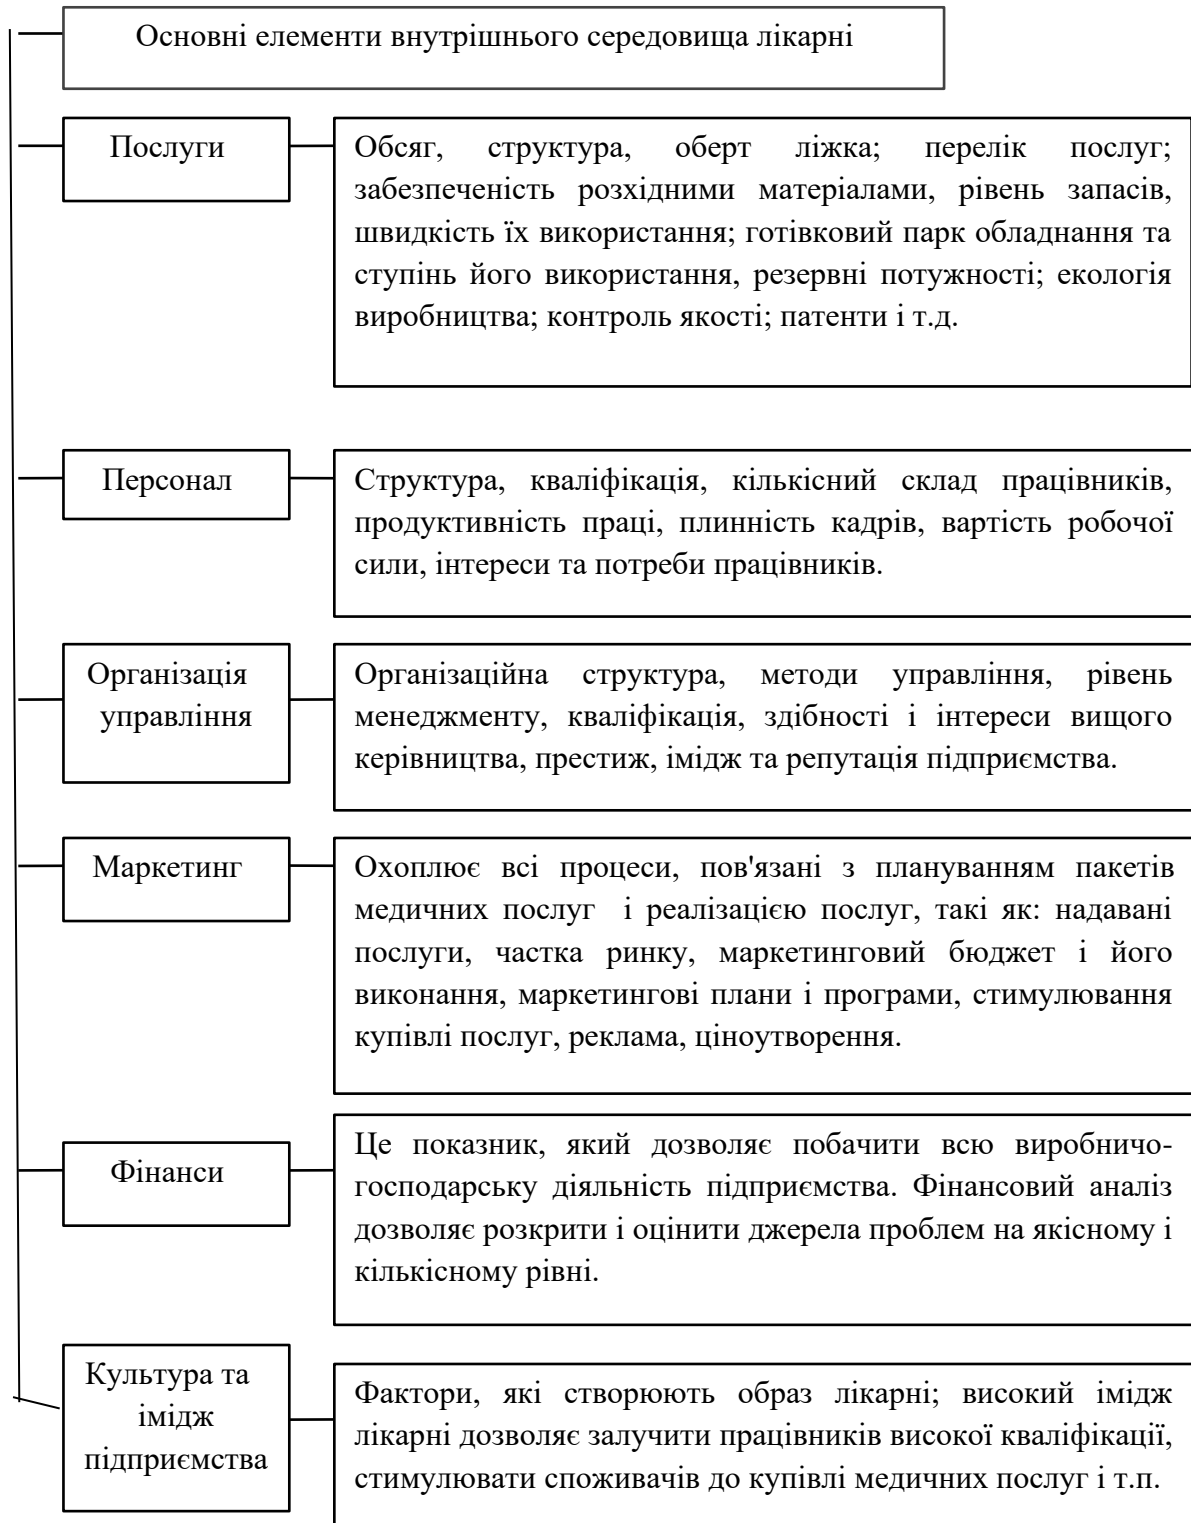 Основні елементи внутрішнього середовища лікарні
Послуги
Обсяг, структура, оберт ліжка; перелік послуг;
забезпеченість розхідними матеріалами, рівень запасів,
швидкість їх використання; готівковий парк обладнання та
ступінь його використання, резервні потужності; екологія
виробництва; контроль якості; патенти і т.д.
Персонал
Структура, кваліфікація, кількісний склад працівників,
продуктивність праці, плинність кадрів, вартість робочої
сили, інтереси та потреби працівників.
Організація
управління
Організаційна структура, методи управління, рівень
менеджменту, кваліфікація, здібності і інтереси вищого
керівництва, престиж, імідж та репутація підприємства.
Маркетинг
Охоплює всі процеси, пов'язані з плануванням пакетів
медичних послуг і реалізацією послуг, такі як: надавані
послуги, частка ринку, маркетинговий бюджет і його
виконання, маркетингові плани і програми, стимулювання
купівлі послуг, реклама, ціноутворення.
Фінанси
Це показник, який дозволяє побачити всю виробничо-
господарську діяльність підприємства. Фінансовий аналіз
дозволяє розкрити і оцінити джерела проблем на якісному і
кількісному рівні.
Культура та
імідж
підприємства
Фактори, які створюють образ лікарні; високий імідж
лікарні дозволяє залучити працівників високої кваліфікації,
стимулювати споживачів до купівлі медичних послуг і т.п.